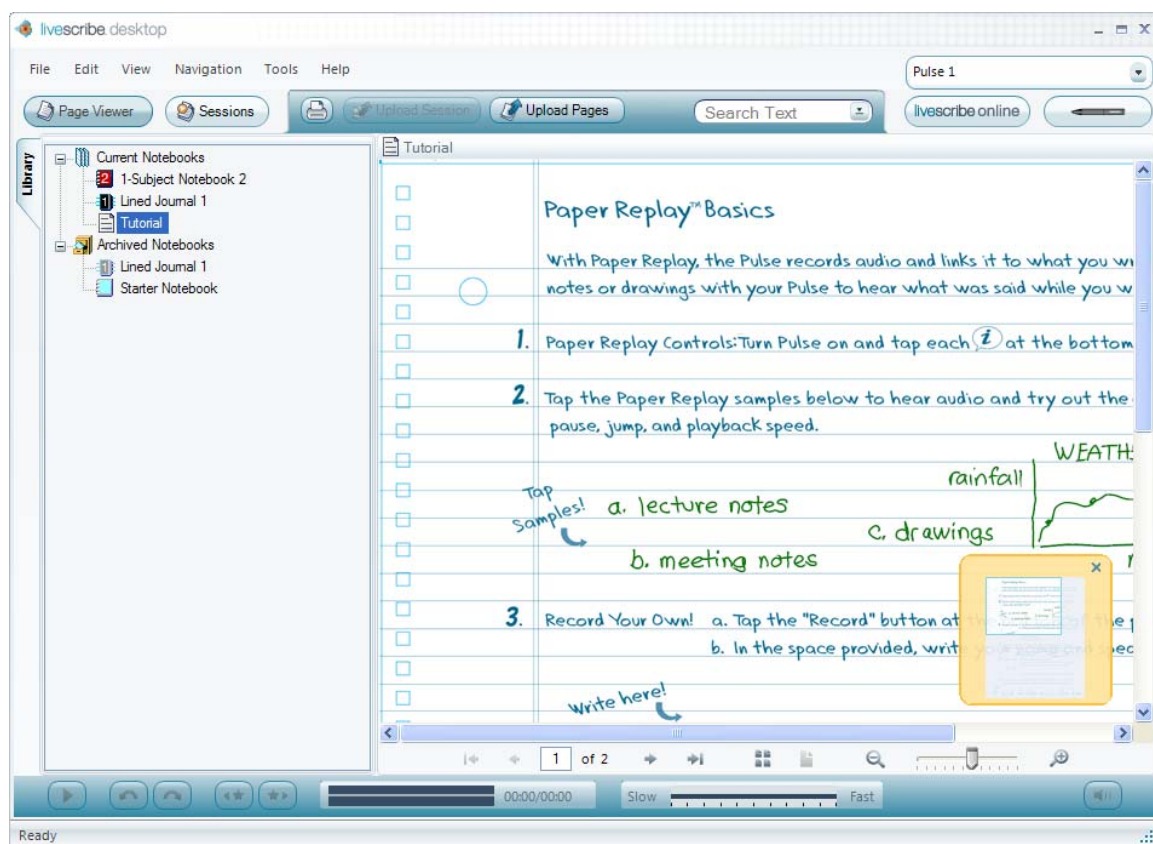 livescribe desktop
File Edit View Navigation Tools Help
Pulse 1
Page Viewer Sessions Upload Session Upload Pages Search Text livescribe online
Library
Current Notebooks
1-Subject Notebook 2
Lined Journal 1
Tutorial
Archived Notebooks
Lined Journal 1
Starter Notebook
Tutorial
Paper Replay™ Basics
With Paper Replay, the Pulse records audio and links it to what you w
notes or drawings with your Pulse to hear what was said while you w
1. Paper Replay Controls: Turn Pulse on and tap each i at the bottom
2. Tap the Paper Replay samples below to hear audio and try out the
pause, jump, and playback speed.
WEATH
rainfall
Tap
Samples!
a. lecture notes
c. drawings
b. meeting notes
3. Record Your Own! a. Tap the "Record" button at the
b. In the space provided, write your
Write here!
1 of 2
00:00/00:00 Slow Fast
Ready